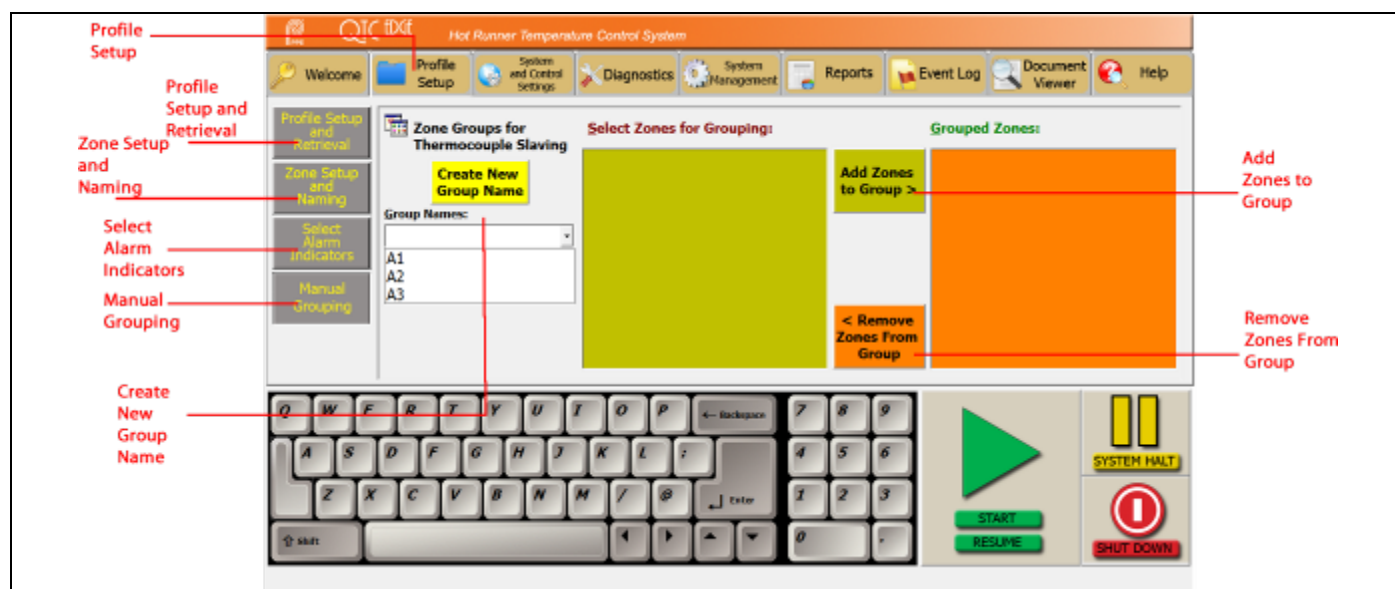 Profile
Setup
Profile
Setup and
Retrieval
Zone Setup
and
Naming
Select
Alarm
Indicators
Manual
Grouping
Create
New
Group
Name
QTC EDGE Hot Runner Temperature Control System
Welcome
Profile
Setup
System
and Control
Settings
Diagnostics
System
Management
Reports
Event Log
Document
Viewer
Help
Profile Setup
and
Retrieval
Zone Setup
and
Naming
Select
Alarm
Indicators
Manual
Grouping
Zone Groups for
Thermocouple Slaving
Create New
Group Name
Group Names:
A1
A2
A3
Select Zones for Grouping:
Add Zones
to Group >
< Remove
Zones From
Group
Grouped Zones:
Q W E R T Y U I O P ← Backspace 7 8 9
A S D F G H J K L ; 4 5 6
Z X C V B N M / @ Enter 1 2 3
Shift 0 .
START
RESUME
SYSTEM HALT
SHUT DOWN
Add
Zones to
Group
Remove
Zones From
Group